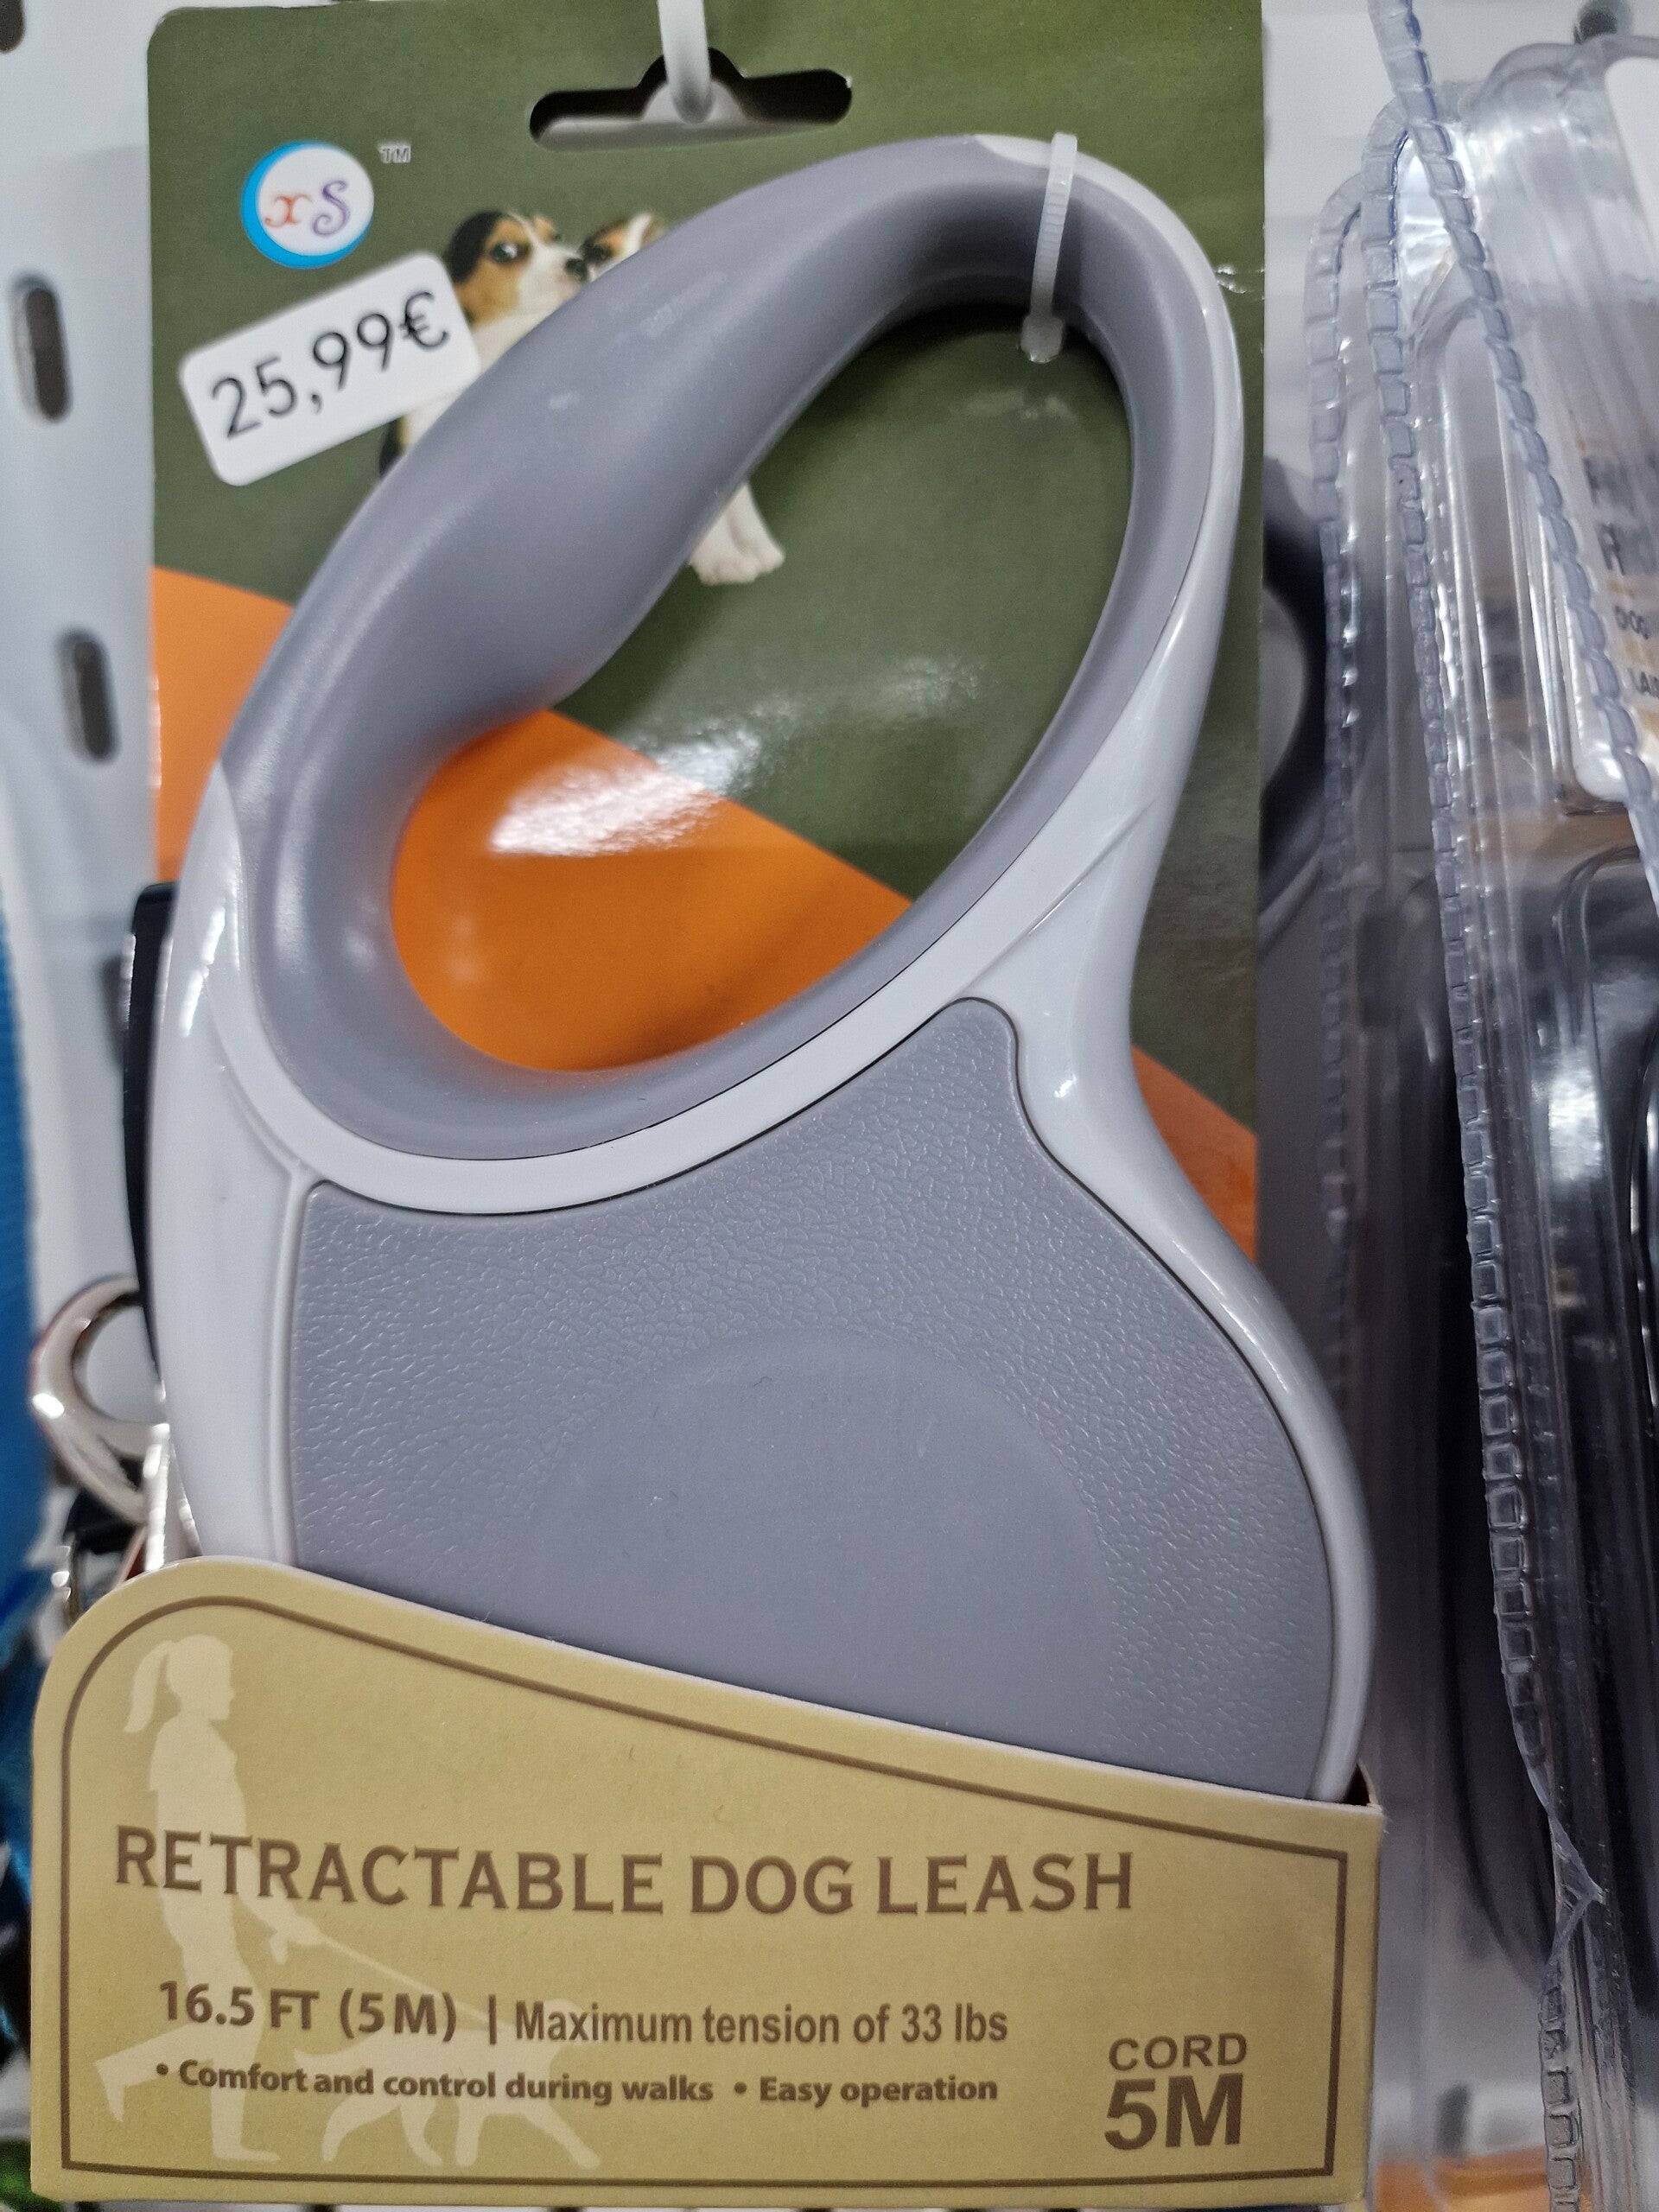 xS
TM
25,99€
RETRACTABLE DOG LEASH
16.5 FT (5M) | Maximum tension of 33 lbs
• Comfort and control during walks • Easy operation
CORD
5M